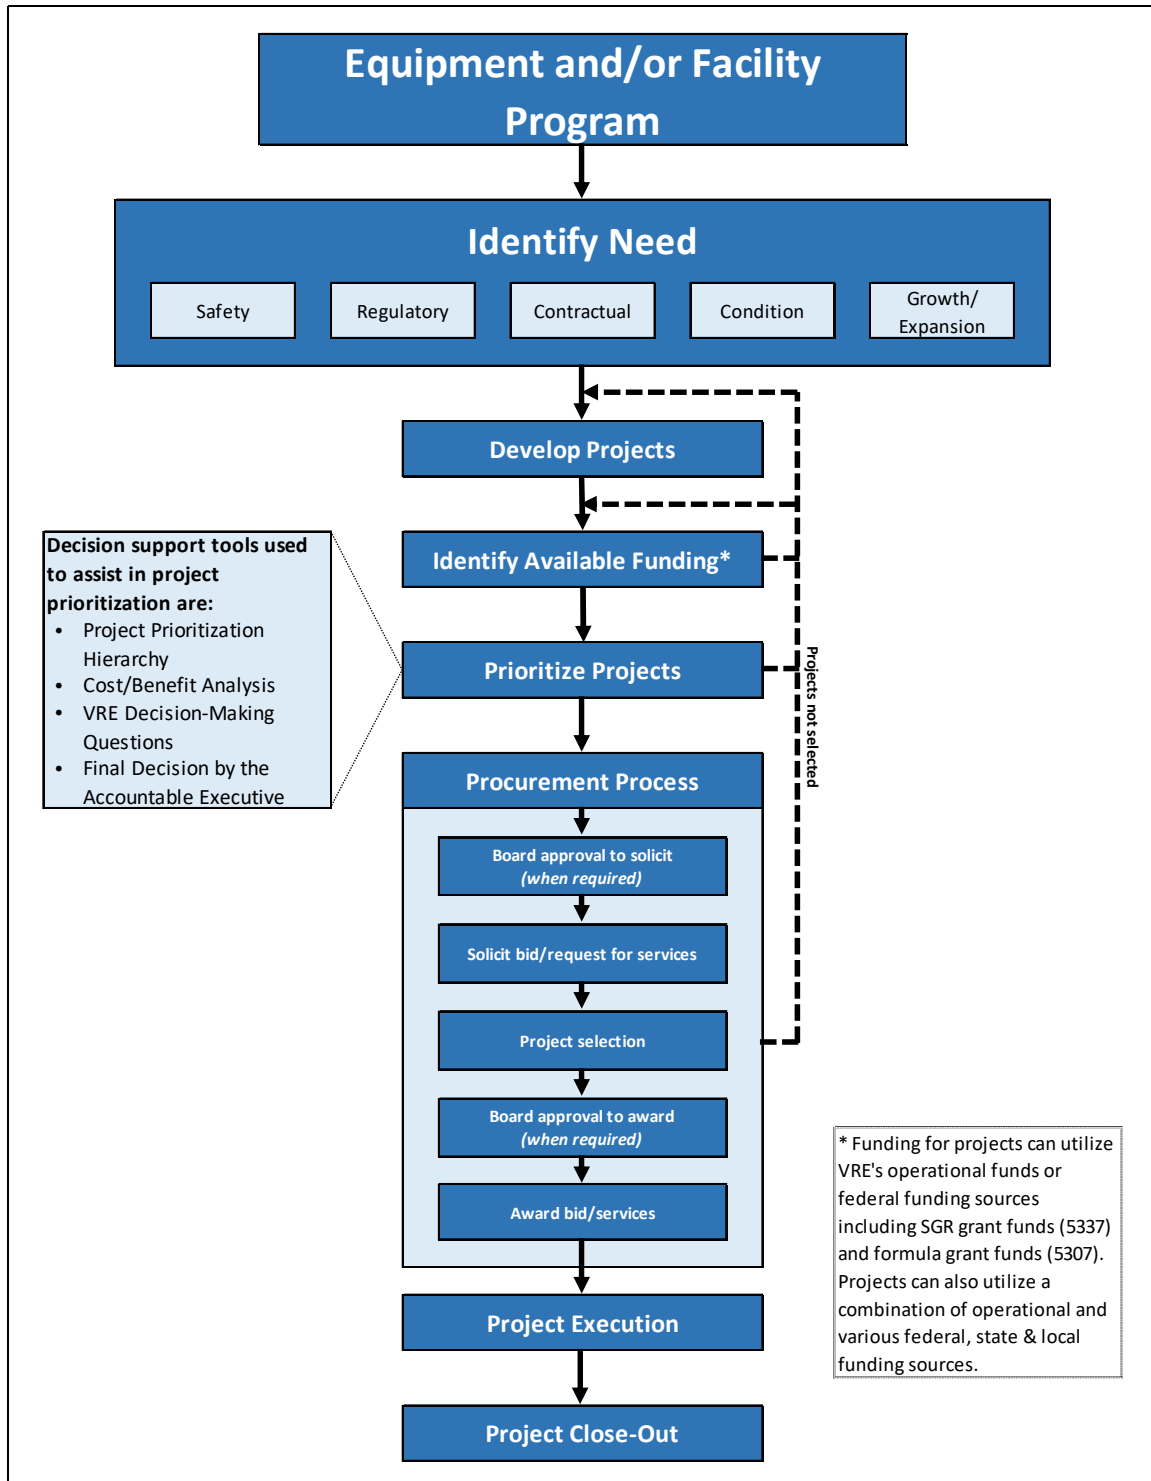 Equipment and/or Facility
Program
Identify Need
Safety
Regulatory
Contractual
Condition
Growth/
Expansion
Develop Projects
Identify Available Funding*
Decision support tools used
to assist in project
prioritization are:
• Project Prioritization
Hierarchy
• Cost/Benefit Analysis
• VRE Decision-Making
Questions
• Final Decision by the
Accountable Executive
Prioritize Projects
Projects not selected
Procurement Process
Board approval to solicit
(when required)
Solicit bid/request for services
Project selection
Board approval to award
(when required)
Award bid/services
* Funding for projects can utilize
VRE's operational funds or
federal funding sources
including SGR grant funds (5337)
and formula grant funds (5307).
Projects can also utilize a
combination of operational and
various federal, state & local
funding sources.
Project Execution
Project Close-Out